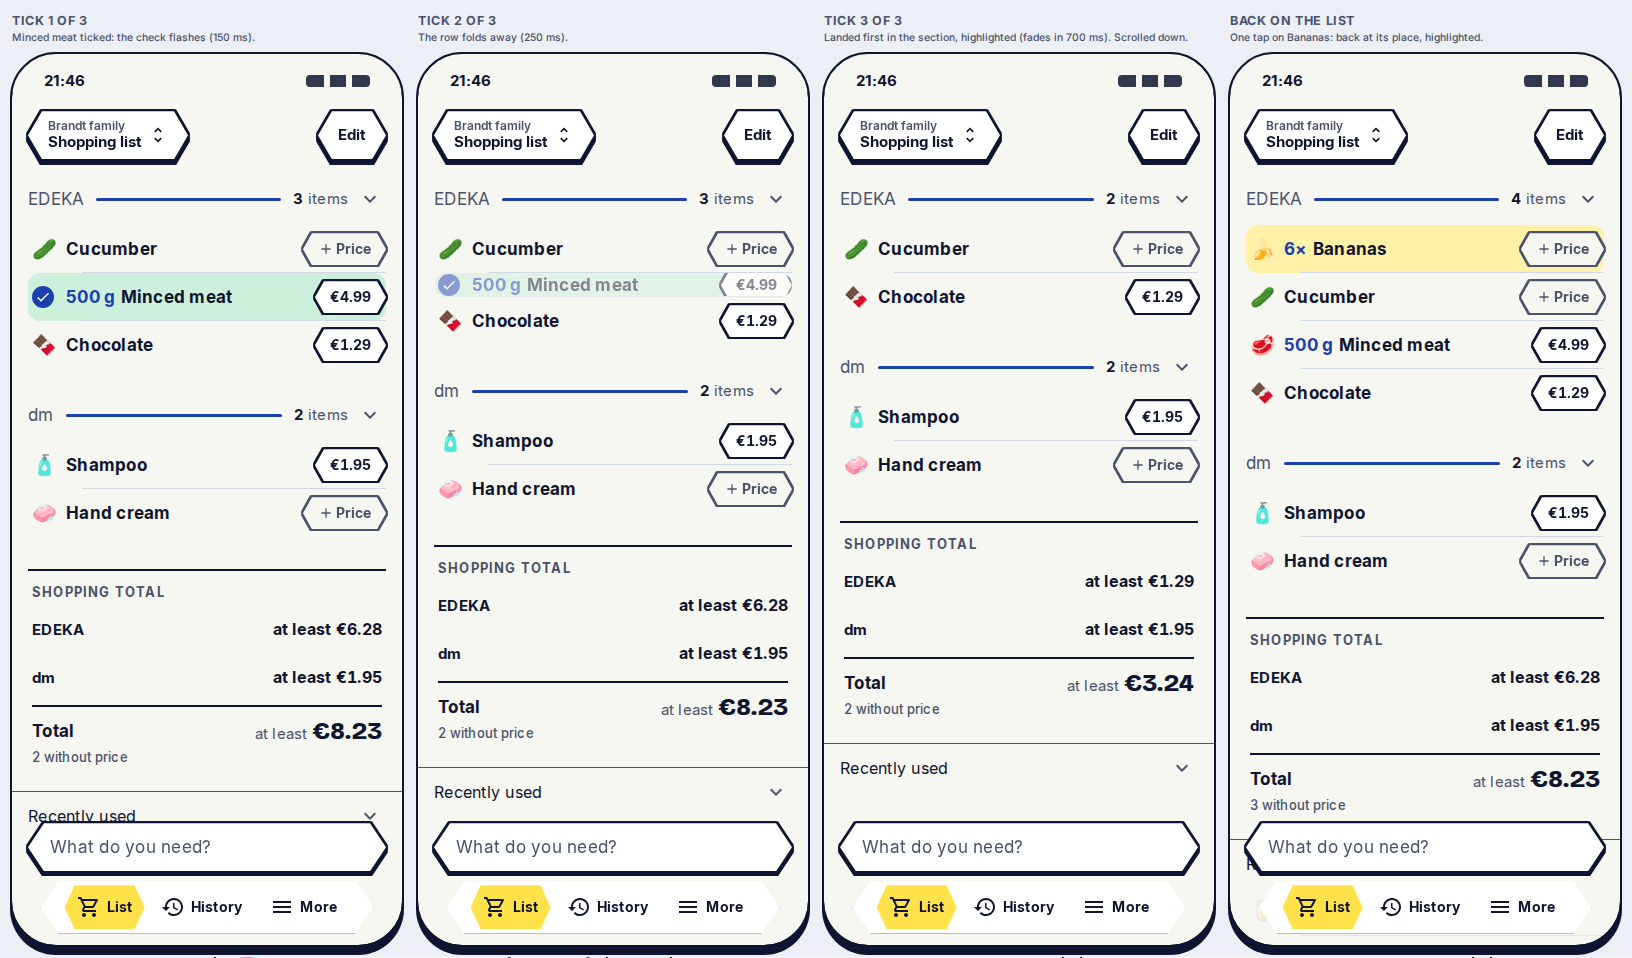 TICK 1 OF 3
Minced meat ticked: the check flashes (150 ms).
21:46
Brandt family
Shopping list
Edit
EDEKA 3 items
Cucumber + Price
500 g Minced meat €4.99
Chocolate €1.29
dm 2 items
Shampoo €1.95
Hand cream + Price
SHOPPING TOTAL
EDEKA at least €6.28
dm at least €1.95
Total at least €8.23
2 without price
Recently used
What do you need?
List History More
TICK 2 OF 3
The row folds away (250 ms).
21:46
Brandt family
Shopping list
Edit
EDEKA 3 items
Cucumber + Price
500 g Minced meat €4.99
Chocolate €1.29
dm 2 items
Shampoo €1.95
Hand cream + Price
SHOPPING TOTAL
EDEKA at least €6.28
dm at least €1.95
Total at least €8.23
2 without price
Recently used
What do you need?
List History More
TICK 3 OF 3
Landed first in the section, highlighted (fades in 700 ms). Scrolled down.
21:46
Brandt family
Shopping list
Edit
EDEKA 2 items
Cucumber + Price
Chocolate €1.29
dm 2 items
Shampoo €1.95
Hand cream + Price
SHOPPING TOTAL
EDEKA at least €1.29
dm at least €1.95
Total at least €3.24
2 without price
Recently used
What do you need?
List History More
BACK ON THE LIST
One tap on Bananas: back at its place, highlighted.
21:46
Brandt family
Shopping list
Edit
EDEKA 4 items
6× Bananas + Price
Cucumber + Price
500 g Minced meat €4.99
Chocolate €1.29
dm 2 items
Shampoo €1.95
Hand cream + Price
SHOPPING TOTAL
EDEKA at least €6.28
dm at least €1.95
Total at least €8.23
3 without price
What do you need?
List History More